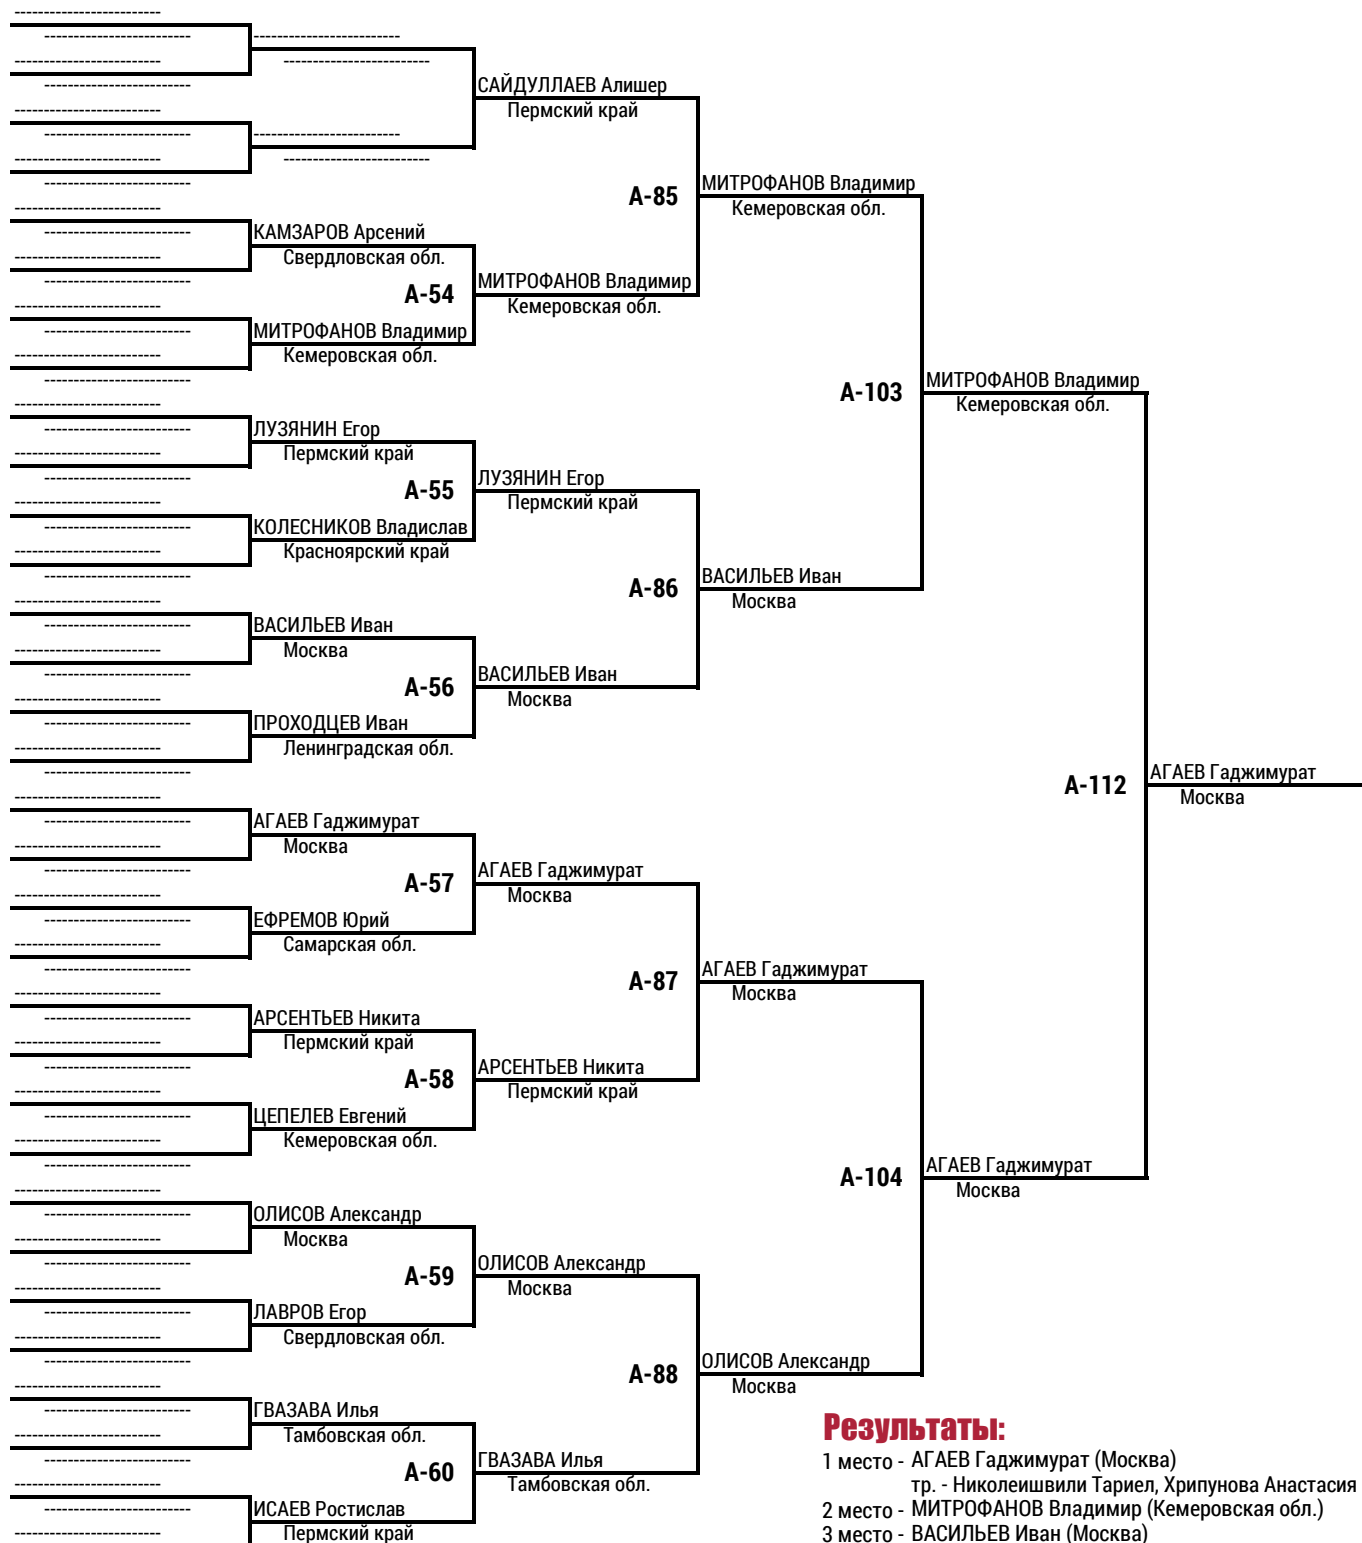 САЙДУЛЛАЕВ Алишер
Пермский край
А-85
МИТРОФАНОВ Владимир
Кемеровская обл.
КАМЗАРОВ Арсений
Свердловская обл.
А-54
МИТРОФАНОВ Владимир
Кемеровская обл.
МИТРОФАНОВ Владимир
Кемеровская обл.
А-103
МИТРОФАНОВ Владимир
Кемеровская обл.
ЛУЗЯНИН Егор
Пермский край
А-55
ЛУЗЯНИН Егор
Пермский край
КОЛЕСНИКОВ Владислав
Красноярский край
А-86
ВАСИЛЬЕВ Иван
Москва
ВАСИЛЬЕВ Иван
Москва
А-56
ВАСИЛЬЕВ Иван
Москва
ПРОХОДЦЕВ Иван
Ленинградская обл.
А-112
АГАЕВ Гаджимурат
Москва
АГАЕВ Гаджимурат
Москва
А-57
АГАЕВ Гаджимурат
Москва
ЕФРЕМОВ Юрий
Самарская обл.
А-87
АГАЕВ Гаджимурат
Москва
АРСЕНТЬЕВ Никита
Пермский край
А-58
АРСЕНТЬЕВ Никита
Пермский край
ЦЕПЕЛЕВ Евгений
Кемеровская обл.
А-104
АГАЕВ Гаджимурат
Москва
ОЛИСОВ Александр
Москва
А-59
ОЛИСОВ Александр
Москва
ЛАВРОВ Егор
Свердловская обл.
А-88
ОЛИСОВ Александр
Москва
ГВАЗАВА Илья
Тамбовская обл.
А-60
ГВАЗАВА Илья
Тамбовская обл.
ИСАЕВ Ростислав
Пермский край
Результаты:
1 место - АГАЕВ Гаджимурат (Москва)
тр. - Николеишвили Тариел, Хрипунова Анастасия
2 место - МИТРОФАНОВ Владимир (Кемеровская обл.)
3 место - ВАСИЛЬЕВ Иван (Москва)